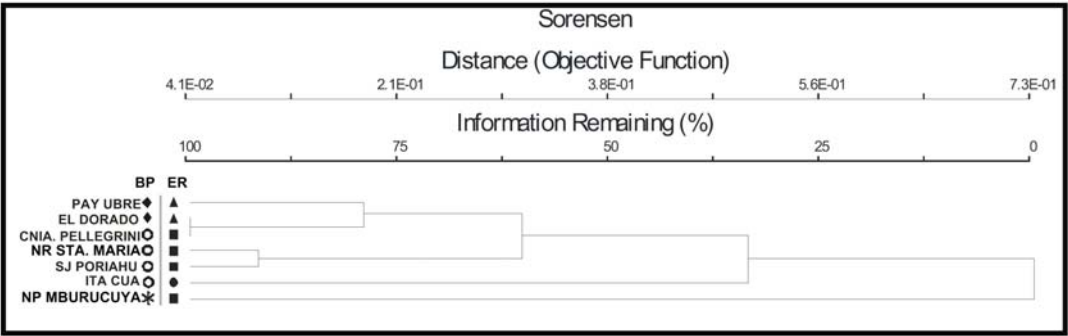 Sorensen
Distance (Objective Function)
4.1E-02 2.1E-01 3.8E-01 5.6E-01 7.3E-01
Information Remaining (%)
100 75 50 25 0
BP ER
PAY UBRE
EL DORADO
CNIA. PELLEGRINI
NR STA. MARIA
SJ PORIAHU
ITA CUA
NP MBURUCUYA